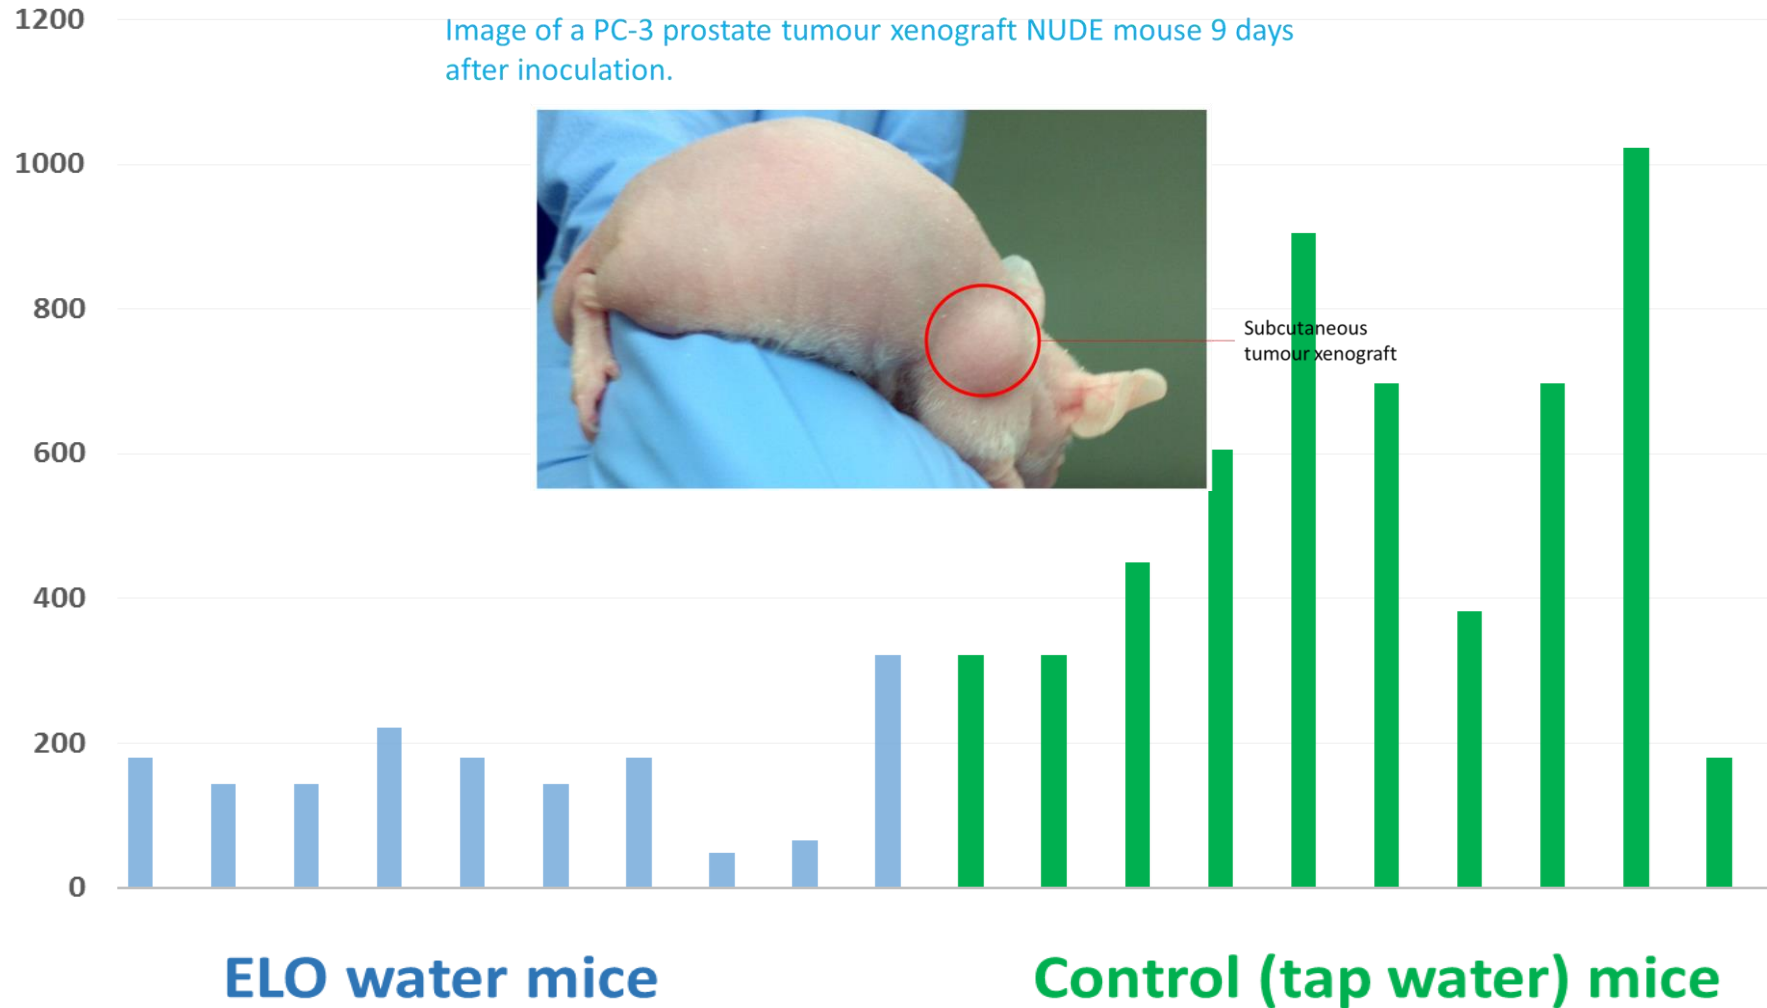 1200
Image of a PC-3 prostate tumour xenograft NUDE mouse 9 days
after inoculation.
1000
800
Subcutaneous
tumour xenograft
600
400
200
0
ELO water mice
Control (tap water) mice